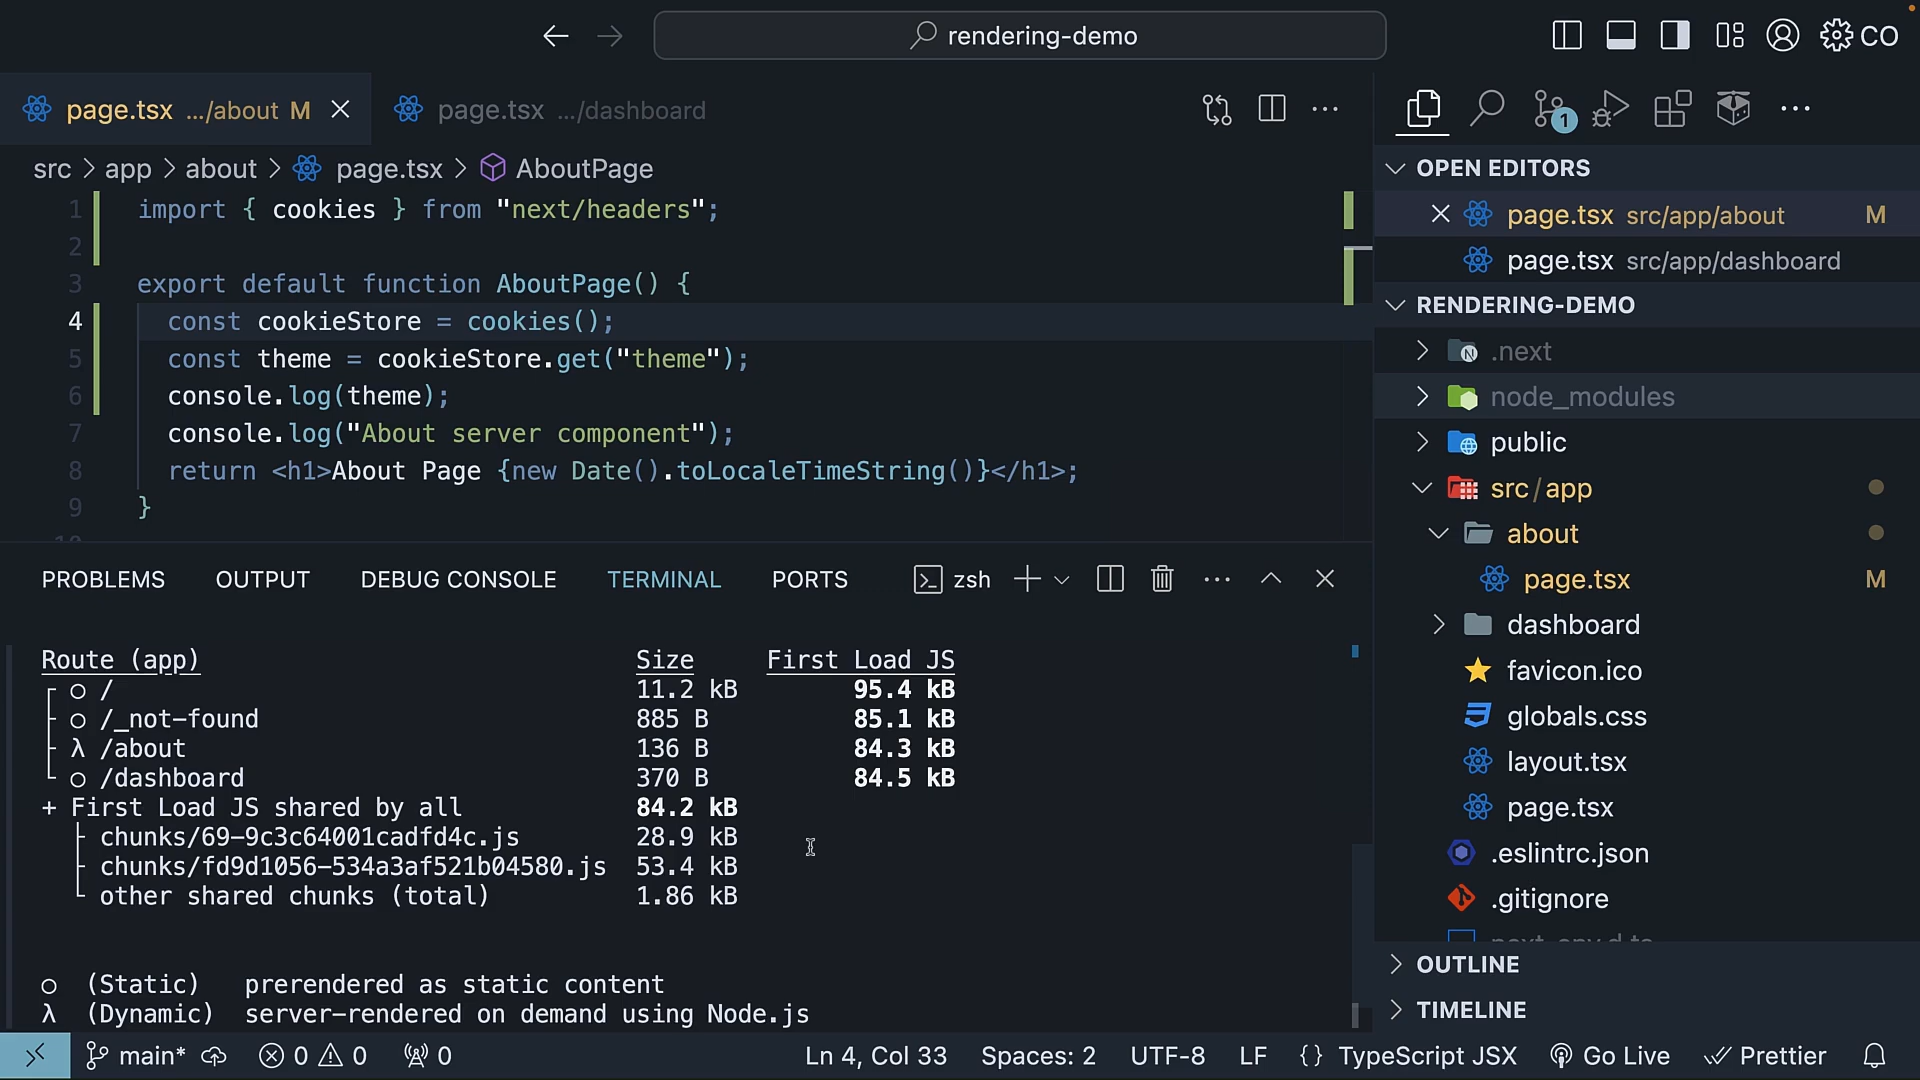 rendering-demo
CO
page.tsx .../about M
page.tsx .../dashboard
1
src > app > about > page.tsx > AboutPage
1 import { cookies } from "next/headers";
2
3 export default function AboutPage() {
4 const cookieStore = cookies();
5 const theme = cookieStore.get("theme");
6 console.log(theme);
7 console.log("About server component");
8 return <h1>About Page {new Date().toLocaleTimeString()}</h1>;
9 }
10
PROBLEMS OUTPUT DEBUG CONSOLE TERMINAL PORTS zsh
Route (app) Size First Load JS
┌ ○ / 11.2 kB 95.4 kB
├ ○ /_not-found 885 B 85.1 kB
├ λ /about 136 B 84.3 kB
└ ○ /dashboard 370 B 84.5 kB
+ First Load JS shared by all 84.2 kB
├ chunks/69-9c3c64001cadfd4c.js 28.9 kB
├ chunks/fd9d1056-534a3af521b04580.js 53.4 kB
└ other shared chunks (total) 1.86 kB
○ (Static) prerendered as static content
λ (Dynamic) server-rendered on demand using Node.js
OPEN EDITORS
page.tsx src/app/about M
page.tsx src/app/dashboard
RENDERING-DEMO
.next
node_modules
public
src/app
about
page.tsx M
dashboard
favicon.ico
globals.css
layout.tsx
page.tsx
.eslintrc.json
.gitignore
OUTLINE
TIMELINE
main* 0 0 0 Ln 4, Col 33 Spaces: 2 UTF-8 LF {} TypeScript JSX Go Live Prettier